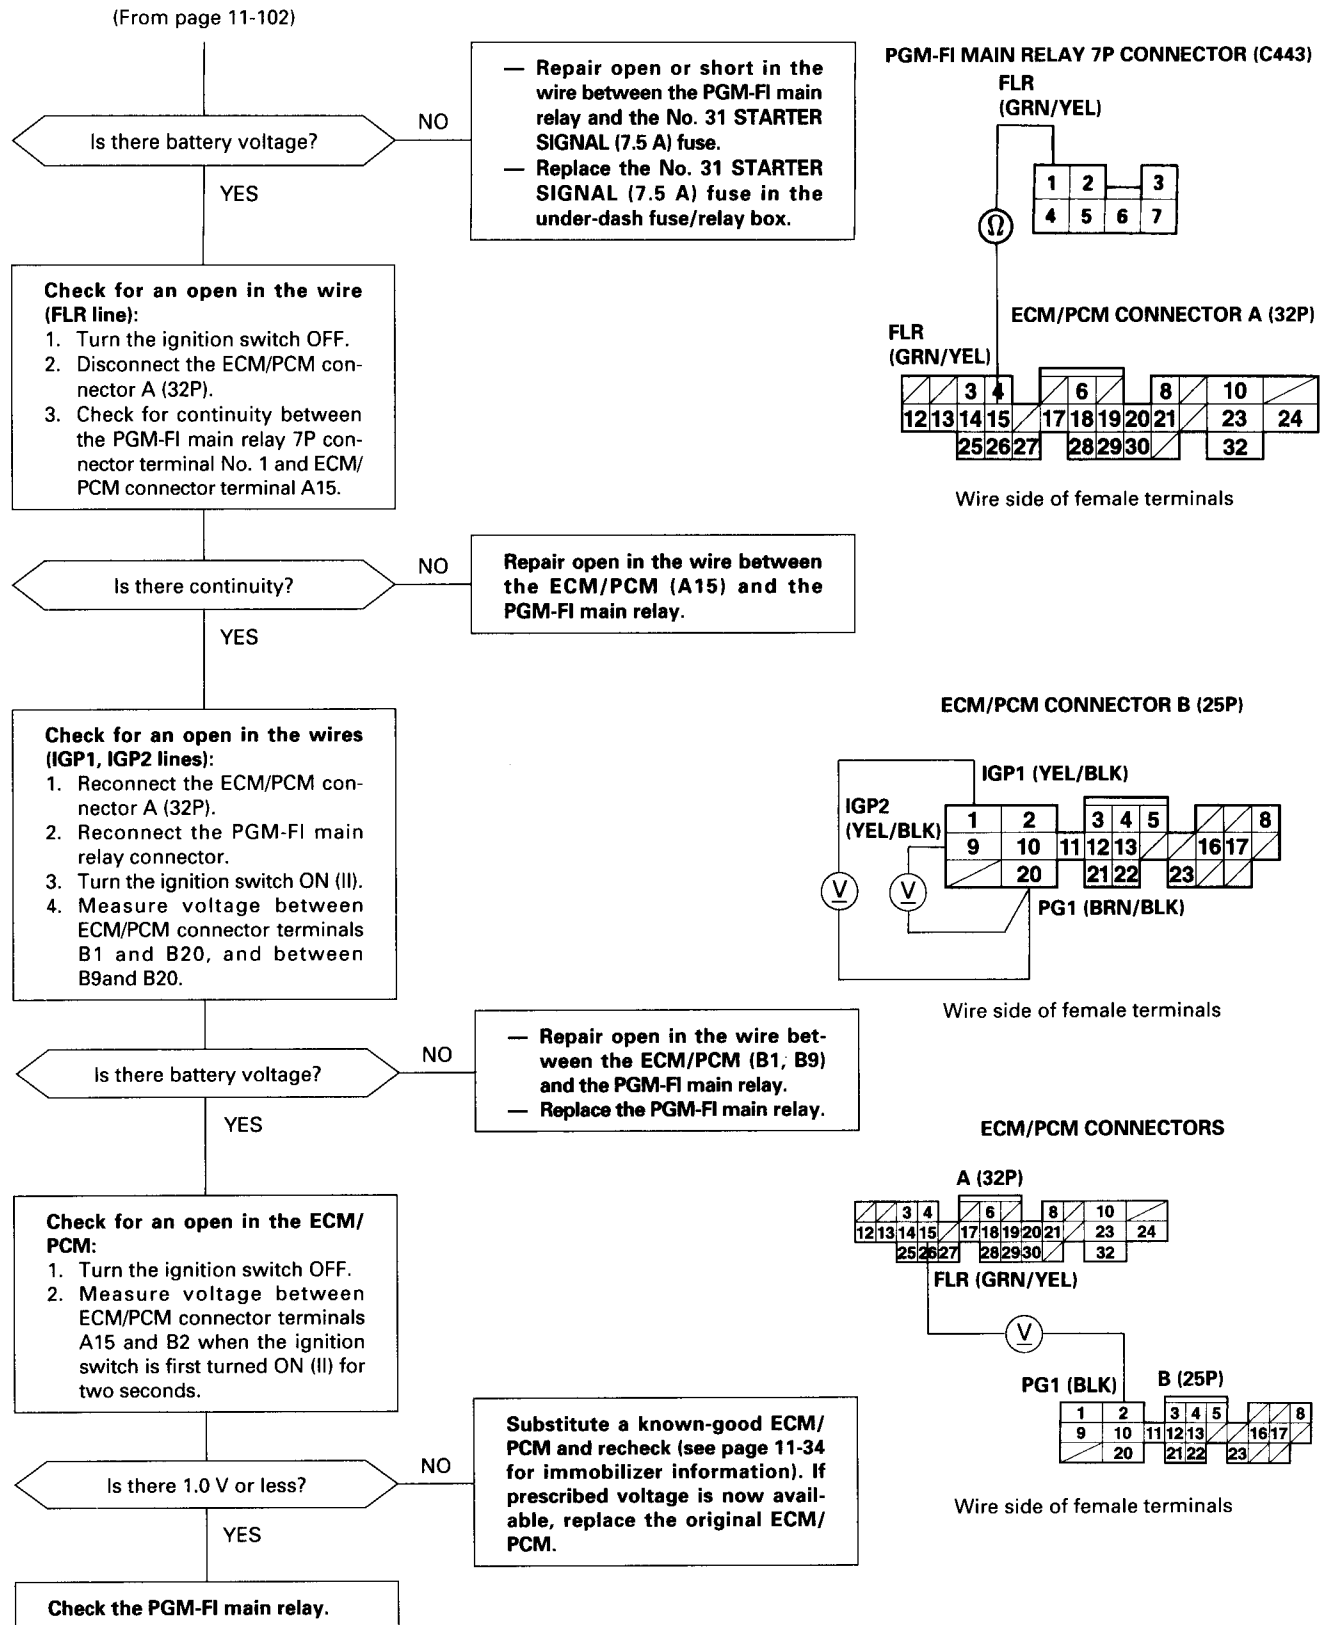 (From page 11-102)
Is there battery voltage?
NO
YES
— Repair open or short in the
wire between the PGM-FI main
relay and the No. 31 STARTER
SIGNAL (7.5 A) fuse.
— Replace the No. 31 STARTER
SIGNAL (7.5 A) fuse in the
under-dash fuse/relay box.
PGM-FI MAIN RELAY 7P CONNECTOR (C443)
FLR
(GRN/YEL)
1 2 3
4 5 6 7
Ω
Check for an open in the wire
(FLR line):
1. Turn the ignition switch OFF.
2. Disconnect the ECM/PCM con-
nector A (32P).
3. Check for continuity between
the PGM-FI main relay 7P con-
nector terminal No. 1 and ECM/
PCM connector terminal A15.
ECM/PCM CONNECTOR A (32P)
FLR
(GRN/YEL)
3 4 6 8 10
12 13 14 15 17 18 19 20 21 23 24
25 26 27 28 29 30 32
Wire side of female terminals
Is there continuity?
NO
YES
Repair open in the wire between
the ECM/PCM (A15) and the
PGM-FI main relay.
Check for an open in the wires
(IGP1, IGP2 lines):
1. Reconnect the ECM/PCM con-
nector A (32P).
2. Reconnect the PGM-FI main
relay connector.
3. Turn the ignition switch ON (II).
4. Measure voltage between
ECM/PCM connector terminals
B1 and B20, and between
B9and B20.
ECM/PCM CONNECTOR B (25P)
IGP1 (YEL/BLK)
IGP2
(YEL/BLK)
1 2 3 4 5 8
9 10 11 12 13 16 17
20 21 22 23
V V
PG1 (BRN/BLK)
Wire side of female terminals
Is there battery voltage?
NO
YES
— Repair open in the wire bet-
ween the ECM/PCM (B1, B9)
and the PGM-FI main relay.
— Replace the PGM-FI main relay.
ECM/PCM CONNECTORS
A (32P)
3 4 6 8 10
12 13 14 15 17 18 19 20 21 23 24
25 26 27 28 29 30 32
FLR (GRN/YEL)
V
PG1 (BLK)
B (25P)
1 2 3 4 5 8
9 10 11 12 13 16 17
20 21 22 23
Wire side of female terminals
Check for an open in the ECM/
PCM:
1. Turn the ignition switch OFF.
2. Measure voltage between
ECM/PCM connector terminals
A15 and B2 when the ignition
switch is first turned ON (II) for
two seconds.
Is there 1.0 V or less?
NO
YES
Substitute a known-good ECM/
PCM and recheck (see page 11-34
for immobilizer information). If
prescribed voltage is now avail-
able, replace the original ECM/
PCM.
Check the PGM-FI main relay.